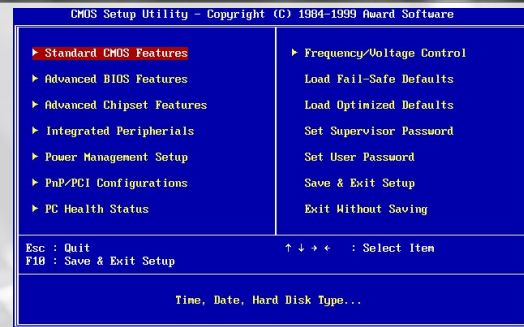 CMOS Setup Utility - Copyright (C) 1984-1999 Award Software
▶ Standard CMOS Features
▶ Advanced BIOS Features
▶ Advanced Chipset Features
▶ Integrated Peripherials
▶ Power Management Setup
▶ PnP/PCI Configurations
▶ PC Health Status
▶ Frequency/Voltage Control
Load Fail-Safe Defaults
Load Optimized Defaults
Set Supervisor Password
Set User Password
Save & Exit Setup
Exit Without Saving
Esc : Quit
F10 : Save & Exit Setup
↑ ↓ → ← : Select Item
Time, Date, Hard Disk Type...